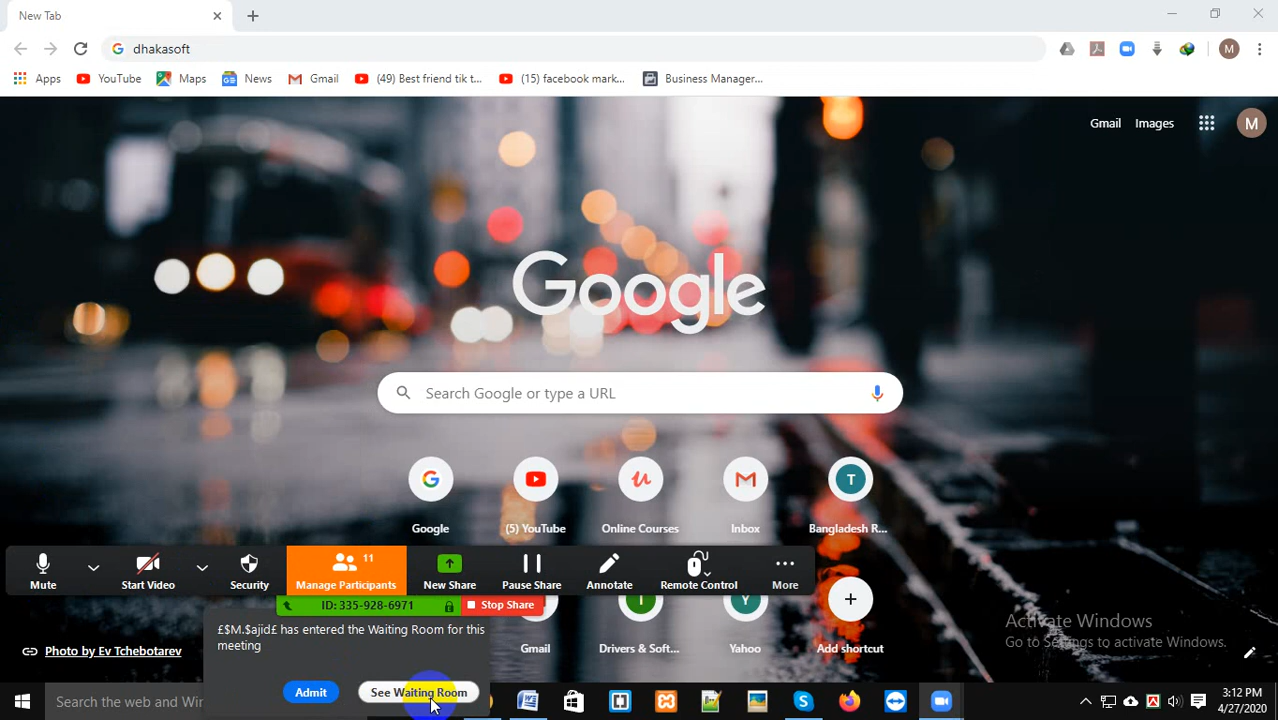 New Tab
dhakasoft
Apps YouTube Maps News Gmail (49) Best friend tik t... (15) facebook mark... Business Manager...
M
Gmail Images M
Google
Search Google or type a URL
Google (5) YouTube Online Courses Inbox Bangladesh R...
T
Mute Start Video Security Manage Participants 11 New Share Pause Share Annotate Remote Control More
ID: 335-928-6971 Stop Share
T Y
£$M.$ajid£ has entered the Waiting Room for this
meeting
Gmail Drivers & Soft... Yahoo Add shortcut
Photo by Ev Tchebotarev
Activate Windows
Go to Settings to activate Windows.
Admit See Waiting Room
Search the web and Win
3:12 PM
4/27/2020